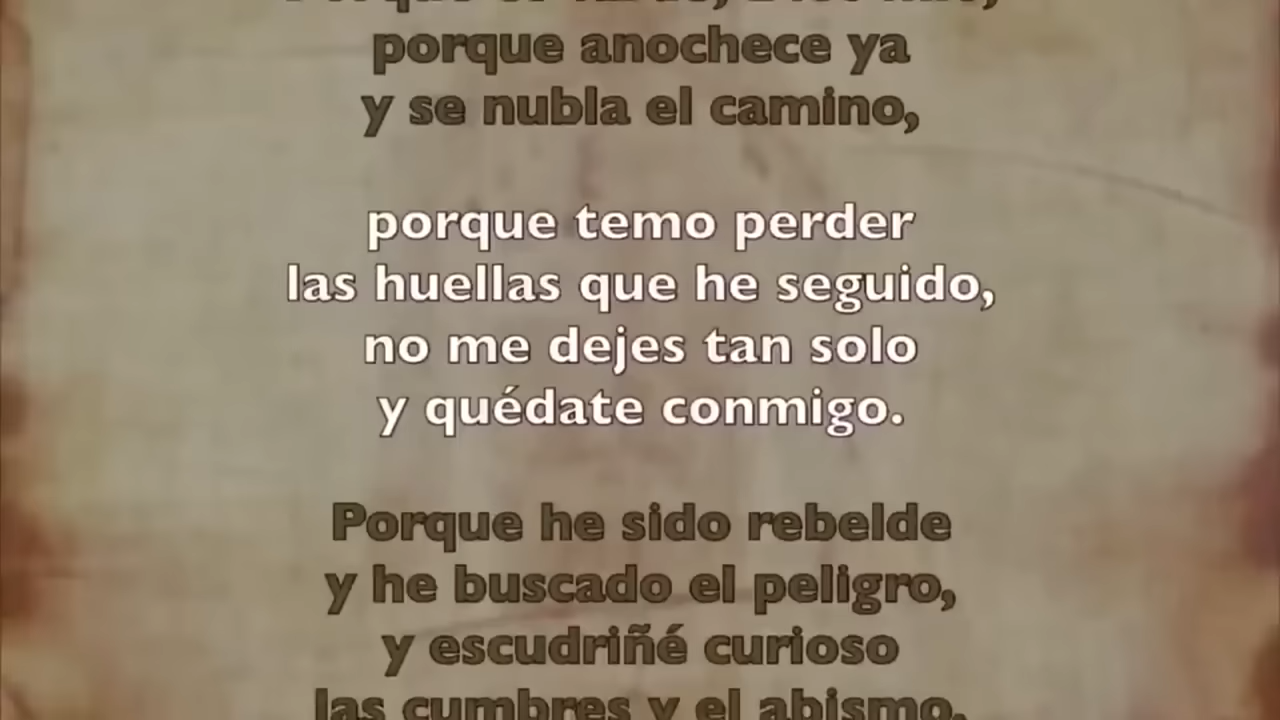 porque anochece ya
y se nubla el camino,
porque temo perder
las huellas que he seguido,
no me dejes tan solo
y quédate conmigo.
Porque he sido rebelde
y he buscado el peligro,
y escudriñé curioso
las cumbres y el abismo,